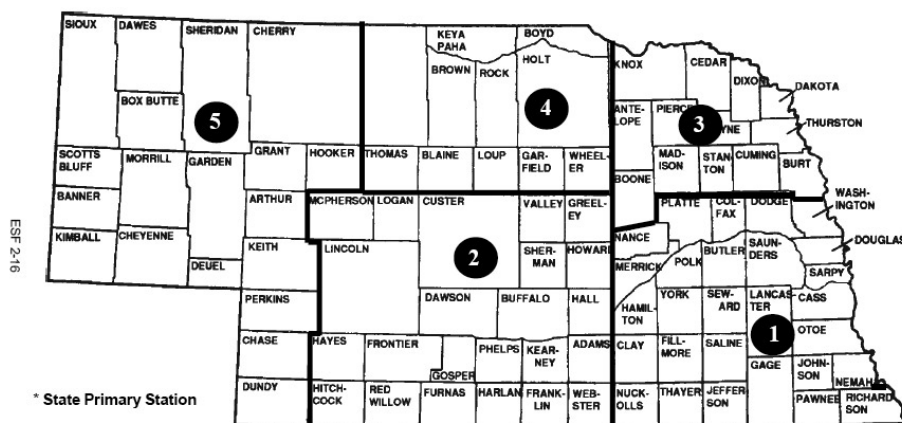 SIOUX
DAWES
SHERIDAN
CHERRY
KEYA
PAHA
BOYD
KNOX
CEDAR
DIXON
DAKOTA
THURSTON
BROWN
ROCK
HOLT
BOX BUTTE
5
4
ANTE-
LOPE
PIERCE
3
YNE
SCOTTS
BLUFF
MORRILL
GARDEN
GRANT
HOOKER
THOMAS
BLAINE
LOUP
GAR-
FIELD
WHEEL-
ER
BOONE
MAD-
ISON
STAN-
TON
CUMING
BURT
WASH-
INGTON
BANNER
KIMBALL
CHEYENNE
DEUEL
ARTHUR
MCPHERSON
LOGAN
CUSTER
VALLEY
GREE-
LEY
PLATTE
COL-
FAX
DODGE
DOUGLAS
KEITH
LINCOLN
2
SHER-
MAN
HOWARD
NANCE
MERRICK
POLK
BUTLER
SAUN-
DERS
SARPY
PERKINS
DAWSON
BUFFALO
HALL
HAMIL-
TON
YORK
SEW-
ARD
LANCAS-
TER
CASS
OTOE
1
CHASE
HAYES
FRONTIER
GOSPER
PHELPS
KEAR-
NEY
ADAMS
CLAY
FILL-
MORE
SALINE
GAGE
JOHN-
SON
NEMAHA
DUNDY
HITCH-
COCK
RED
WILLOW
FURNAS
HARLAN
FRANK-
LIN
WEB-
STER
NUCK-
OLLS
THAYER
JEFFER-
SON
PAWNEE
RICHARD
SON
ESF 2-16
* State Primary Station